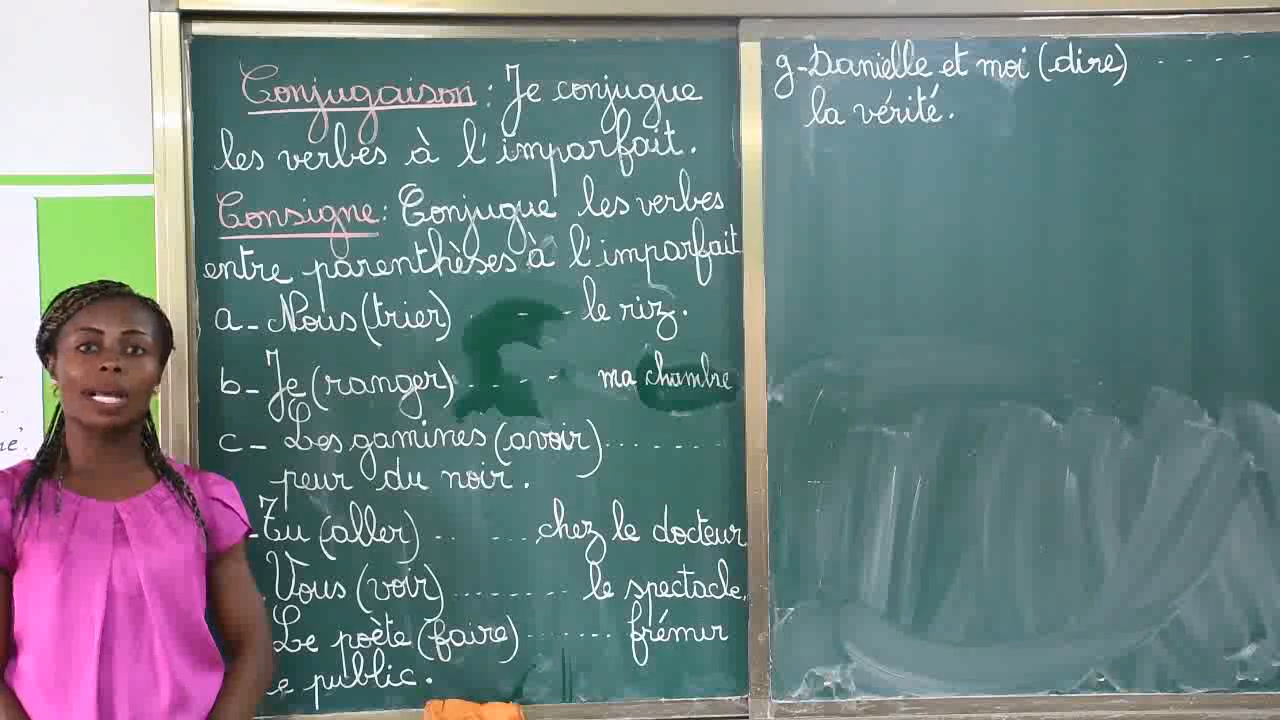 Conjugaison : Je conjugue
les verbes à l'imparfait.
Consigne : Conjugue les verbes
entre parenthèses à l'imparfait
a - Nous (trier) - - - - le riz.
b - Je (ranger) - - - - - ma chambre
c - Les gamines (avoir) - - - - - - -
peur du noir.
- Tu (aller) - - - - - chez le docteur
Vous (voir) - - - - - - - - le spectacle.
Le poète (faire) - - - - - - - frémir
e public.
g - Danielle et moi (dire) - - - - -
la vérité.